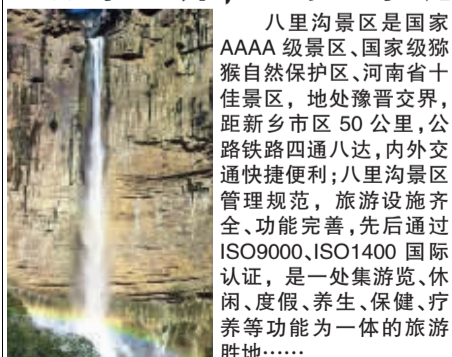 八里沟景区是国家
AAAA 级景区、国家级猕
猴自然保护区、河南省十
佳景区，地处豫晋交界，
距新乡市区 50 公里，公
路铁路四通八达，内外交
通快捷便利；八里沟景区
管理规范，旅游设施齐
全、功能完善，先后通过
ISO9000、ISO1400 国际
认证，是一处集游览、休
闲、度假、养生、保健、疗
养等功能为一体的旅游
胜地……